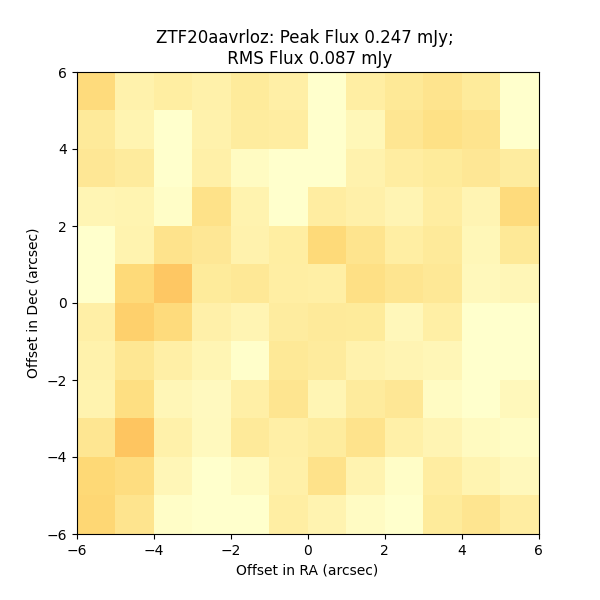 ZTF20aavrloz: Peak Flux 0.247 mJy;
RMS Flux 0.087 mJy
6
4
2
0
−2
−4
−6
Offset in Dec (arcsec)
−6 −4 −2 0 2 4 6
Offset in RA (arcsec)